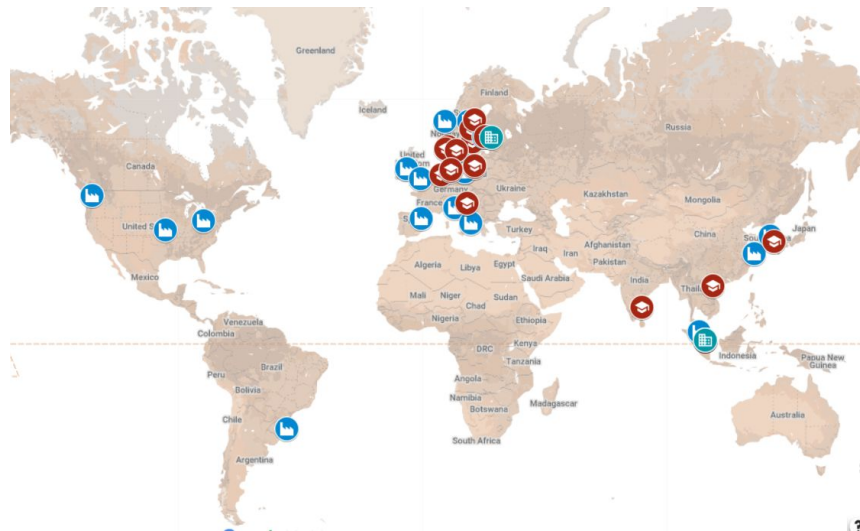 Greenland
Finland
Iceland
Russia
Canada
Ukraine
Germany
Kazakhstan
Mongolia
France
Turkey
China
Japan
Iraq
Iran
Afghanistan
Pakistan
Algeria
Libya
Egypt
Saudi Arabia
India
Mexico
Mali
Niger
Chad
Sudan
Nigeria
Ethiopia
Venezuela
Colombia
DRC
Kenya
Tanzania
Indonesia
Papua New
Guinea
Peru
Brazil
Bolivia
Angola
Namibia
Botswana
Madagascar
Chile
Australia
South Africa
Argentina
?